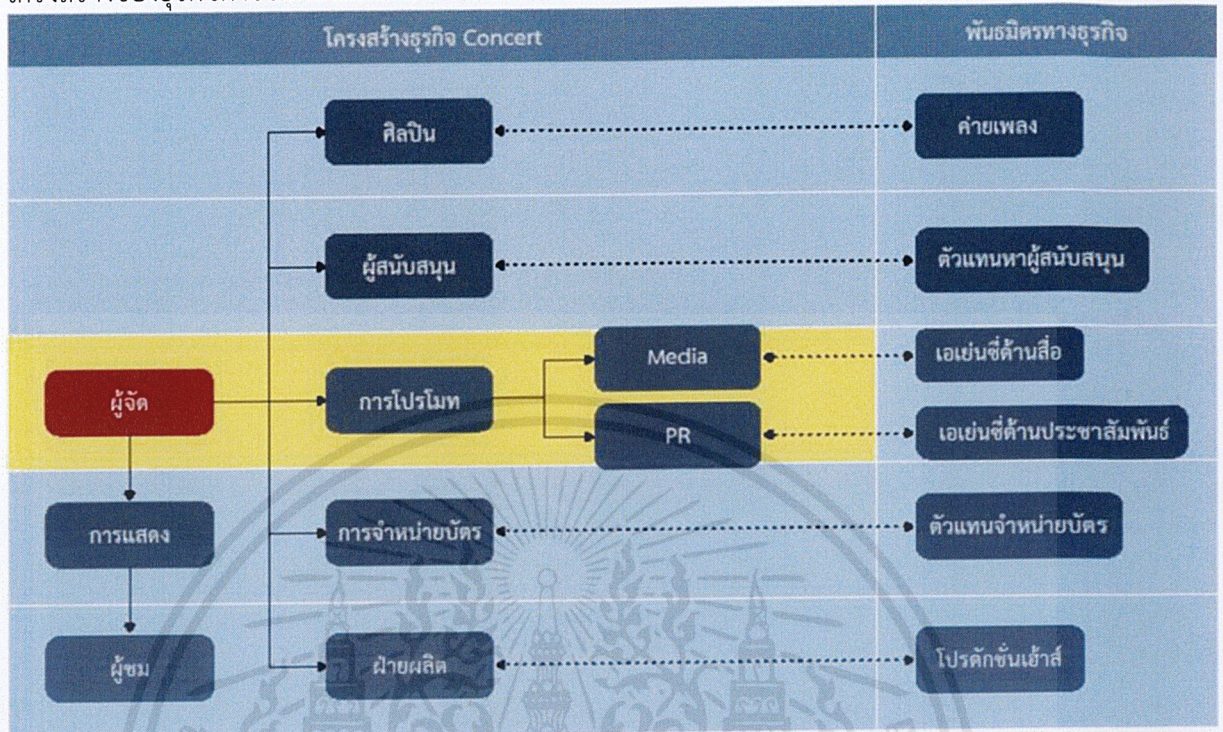 โครงสร้างธุรกิจ Concert
พันธมิตรทางธุรกิจ
ศิลปิน
ค่ายเพลง
ผู้สนับสนุน
ตัวแทนหาผู้สนับสนุน
ผู้จัด
การโปรโมท
Media
เอเย่นซี่ด้านสื่อ
PR
เอเย่นซี่ด้านประชาสัมพันธ์
การแสดง
การจำหน่ายบัตร
ตัวแทนจำหน่ายบัตร
ผู้ชม
ฝ่ายผลิต
โปรดักชั่นเฮ้าส์